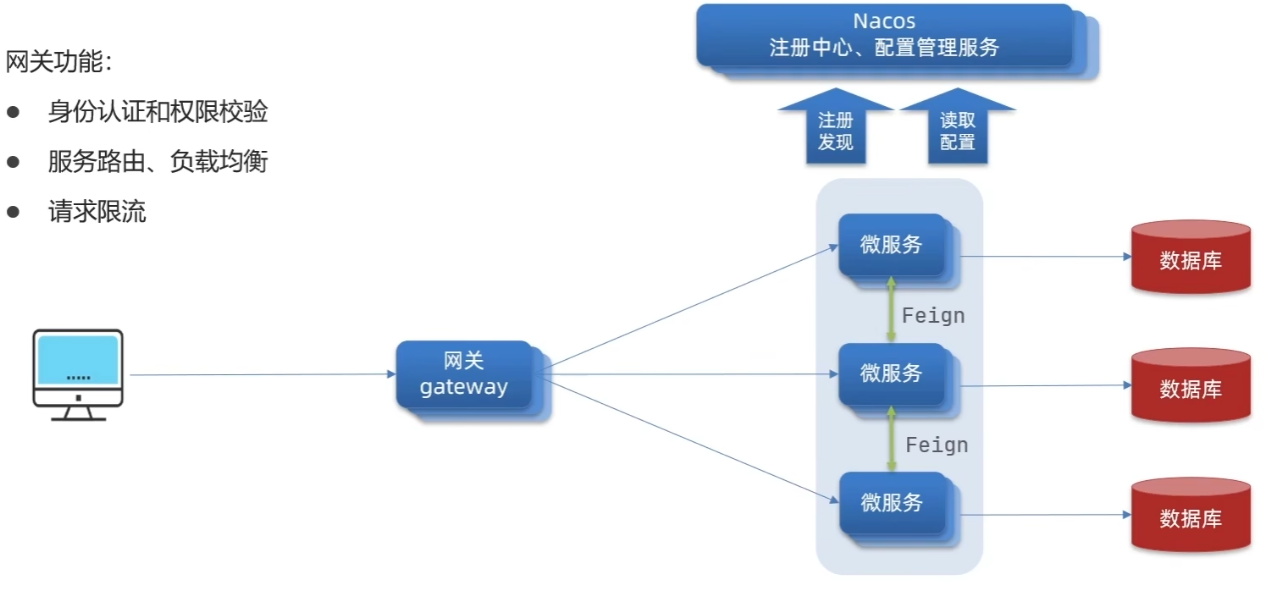 Nacos
注册中心、配置管理服务
网关功能：
身份认证和权限校验
服务路由、负载均衡
请求限流
注册
发现
读取
配置
微服务
数据库
Feign
网关
gateway
微服务
数据库
Feign
微服务
数据库